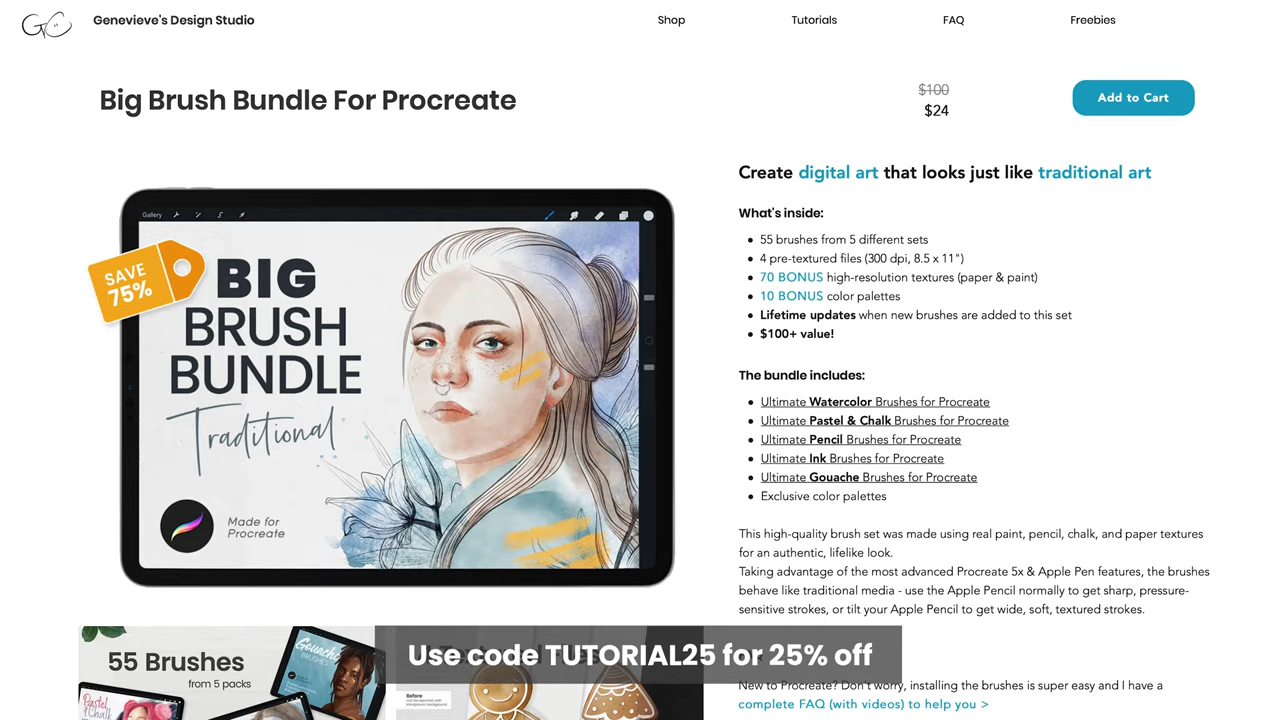 Genevieve's Design Studio
Shop
Tutorials
FAQ
Freebies
Big Brush Bundle For Procreate
$100
$24
Add to Cart
Gallery
SAVE
75%
BIG
BRUSH
BUNDLE
Traditional
Made for
Procreate
Create digital art that looks just like traditional art
What's inside:
55 brushes from 5 different sets
4 pre-textured files (300 dpi, 8.5 x 11")
70 BONUS high-resolution textures (paper & paint)
10 BONUS color palettes
Lifetime updates when new brushes are added to this set
$100+ value!
The bundle includes:
Ultimate Watercolor Brushes for Procreate
Ultimate Pastel & Chalk Brushes for Procreate
Ultimate Pencil Brushes for Procreate
Ultimate Ink Brushes for Procreate
Ultimate Gouache Brushes for Procreate
Exclusive color palettes
This high-quality brush set was made using real paint, pencil, chalk, and paper textures
for an authentic, lifelike look.
Taking advantage of the most advanced Procreate 5x & Apple Pen features, the brushes
behave like traditional media - use the Apple Pencil normally to get sharp, pressure-
sensitive strokes, or tilt your Apple Pencil to get wide, soft, textured strokes.
55 Brushes
from 5 packs
Pastel
& Chalk
Gouache
BRUSHES
Before
Use code TUTORIAL25 for 25% off
New to Procreate? Don't worry, installing the brushes is super easy and I have a
complete FAQ (with videos) to help you >